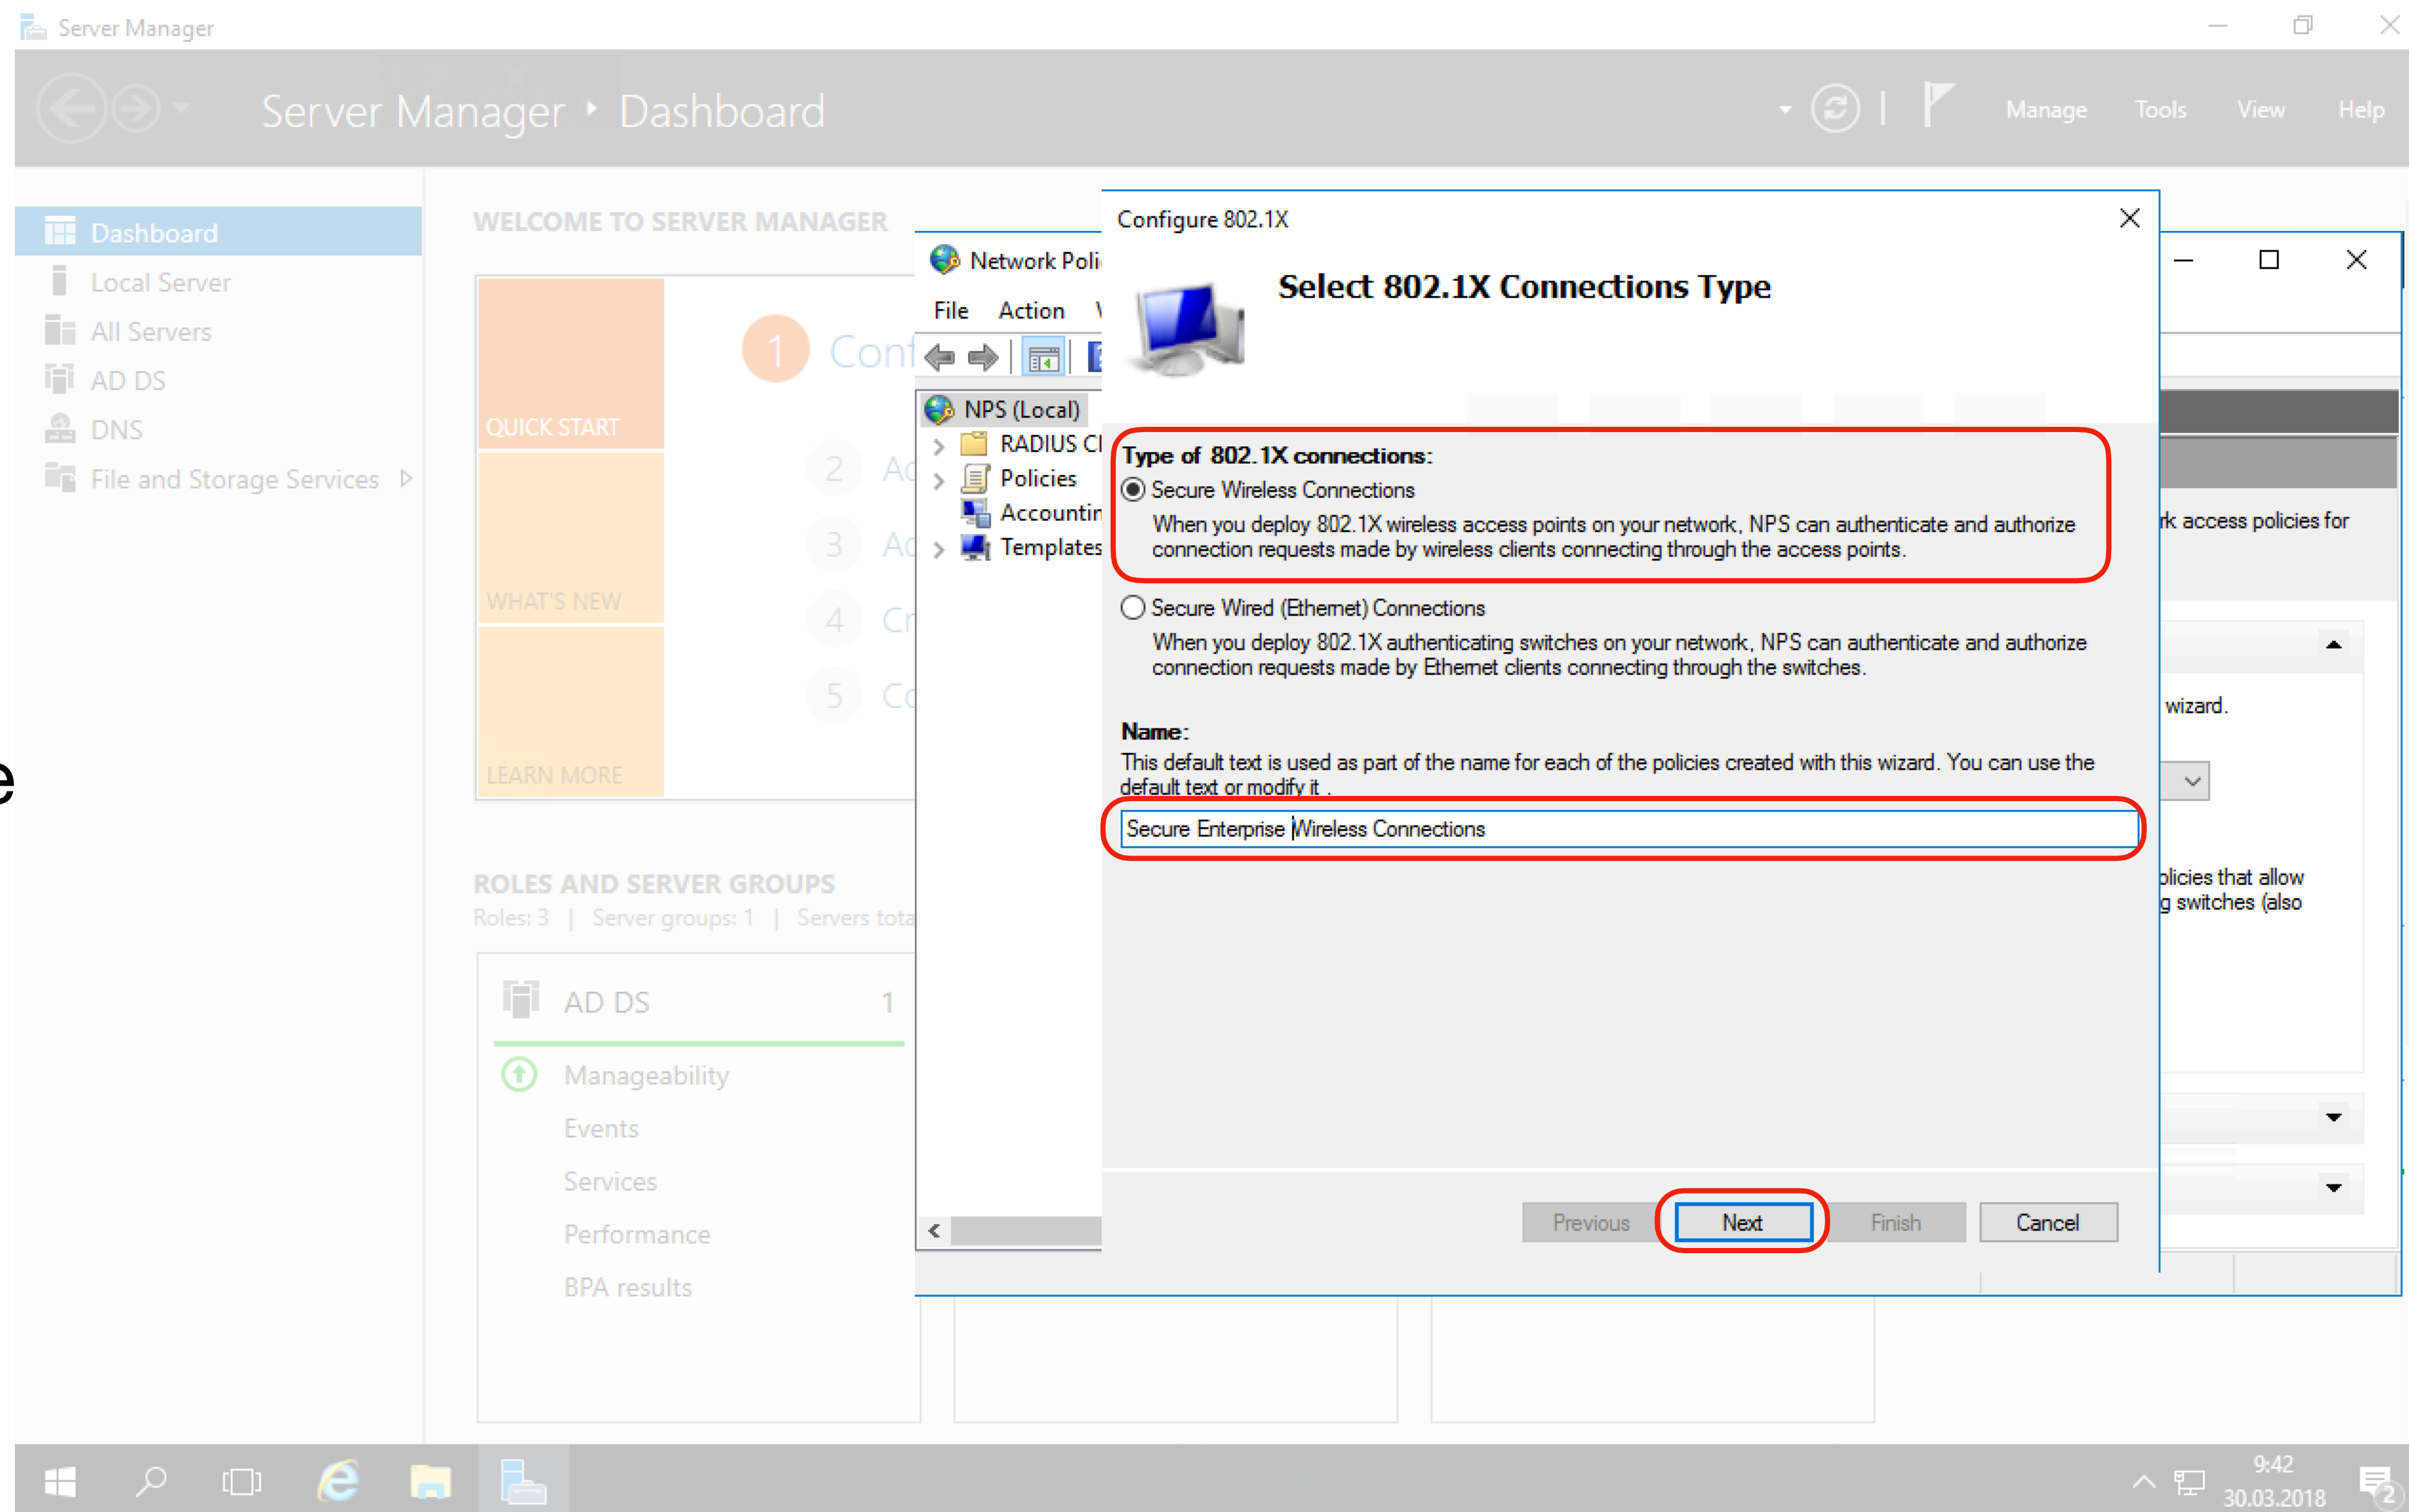 Server Manager
Server Manager • Dashboard
Manage Tools View Help
Dashboard
Local Server
All Servers
AD DS
DNS
File and Storage Services
WELCOME TO SERVER MANAGER
QUICK START
WHAT'S NEW
LEARN MORE
1
2
3
4
5
ROLES AND SERVER GROUPS
Roles: 3 | Server groups: 1 | Servers
AD DS 1
Manageability
Events
Services
Performance
BPA results
Network
File Action
NPS (Local)
RADIUS
Policies
Templates
Configure 802.1X
Select 802.1X Connections Type
Type of 802.1X connections:
Secure Wireless Connections
When you deploy 802.1X wireless access points on your network, NPS can authenticate and authorize
connection requests made by wireless clients connecting through the access points.
Secure Wired (Ethernet) Connections
When you deploy 802.1X authenticating switches on your network, NPS can authenticate and authorize
connection requests made by Ethernet clients connecting through the switches.
Name:
This default text is used as part of the name for each of the policies created with this wizard. You can use the
default text or modify it .
Secure Enterprise Wireless Connections
Previous Next Finish Cancel
access policies for
wizard.
that allow
switches (also
e
9:42
30.03.2018
2